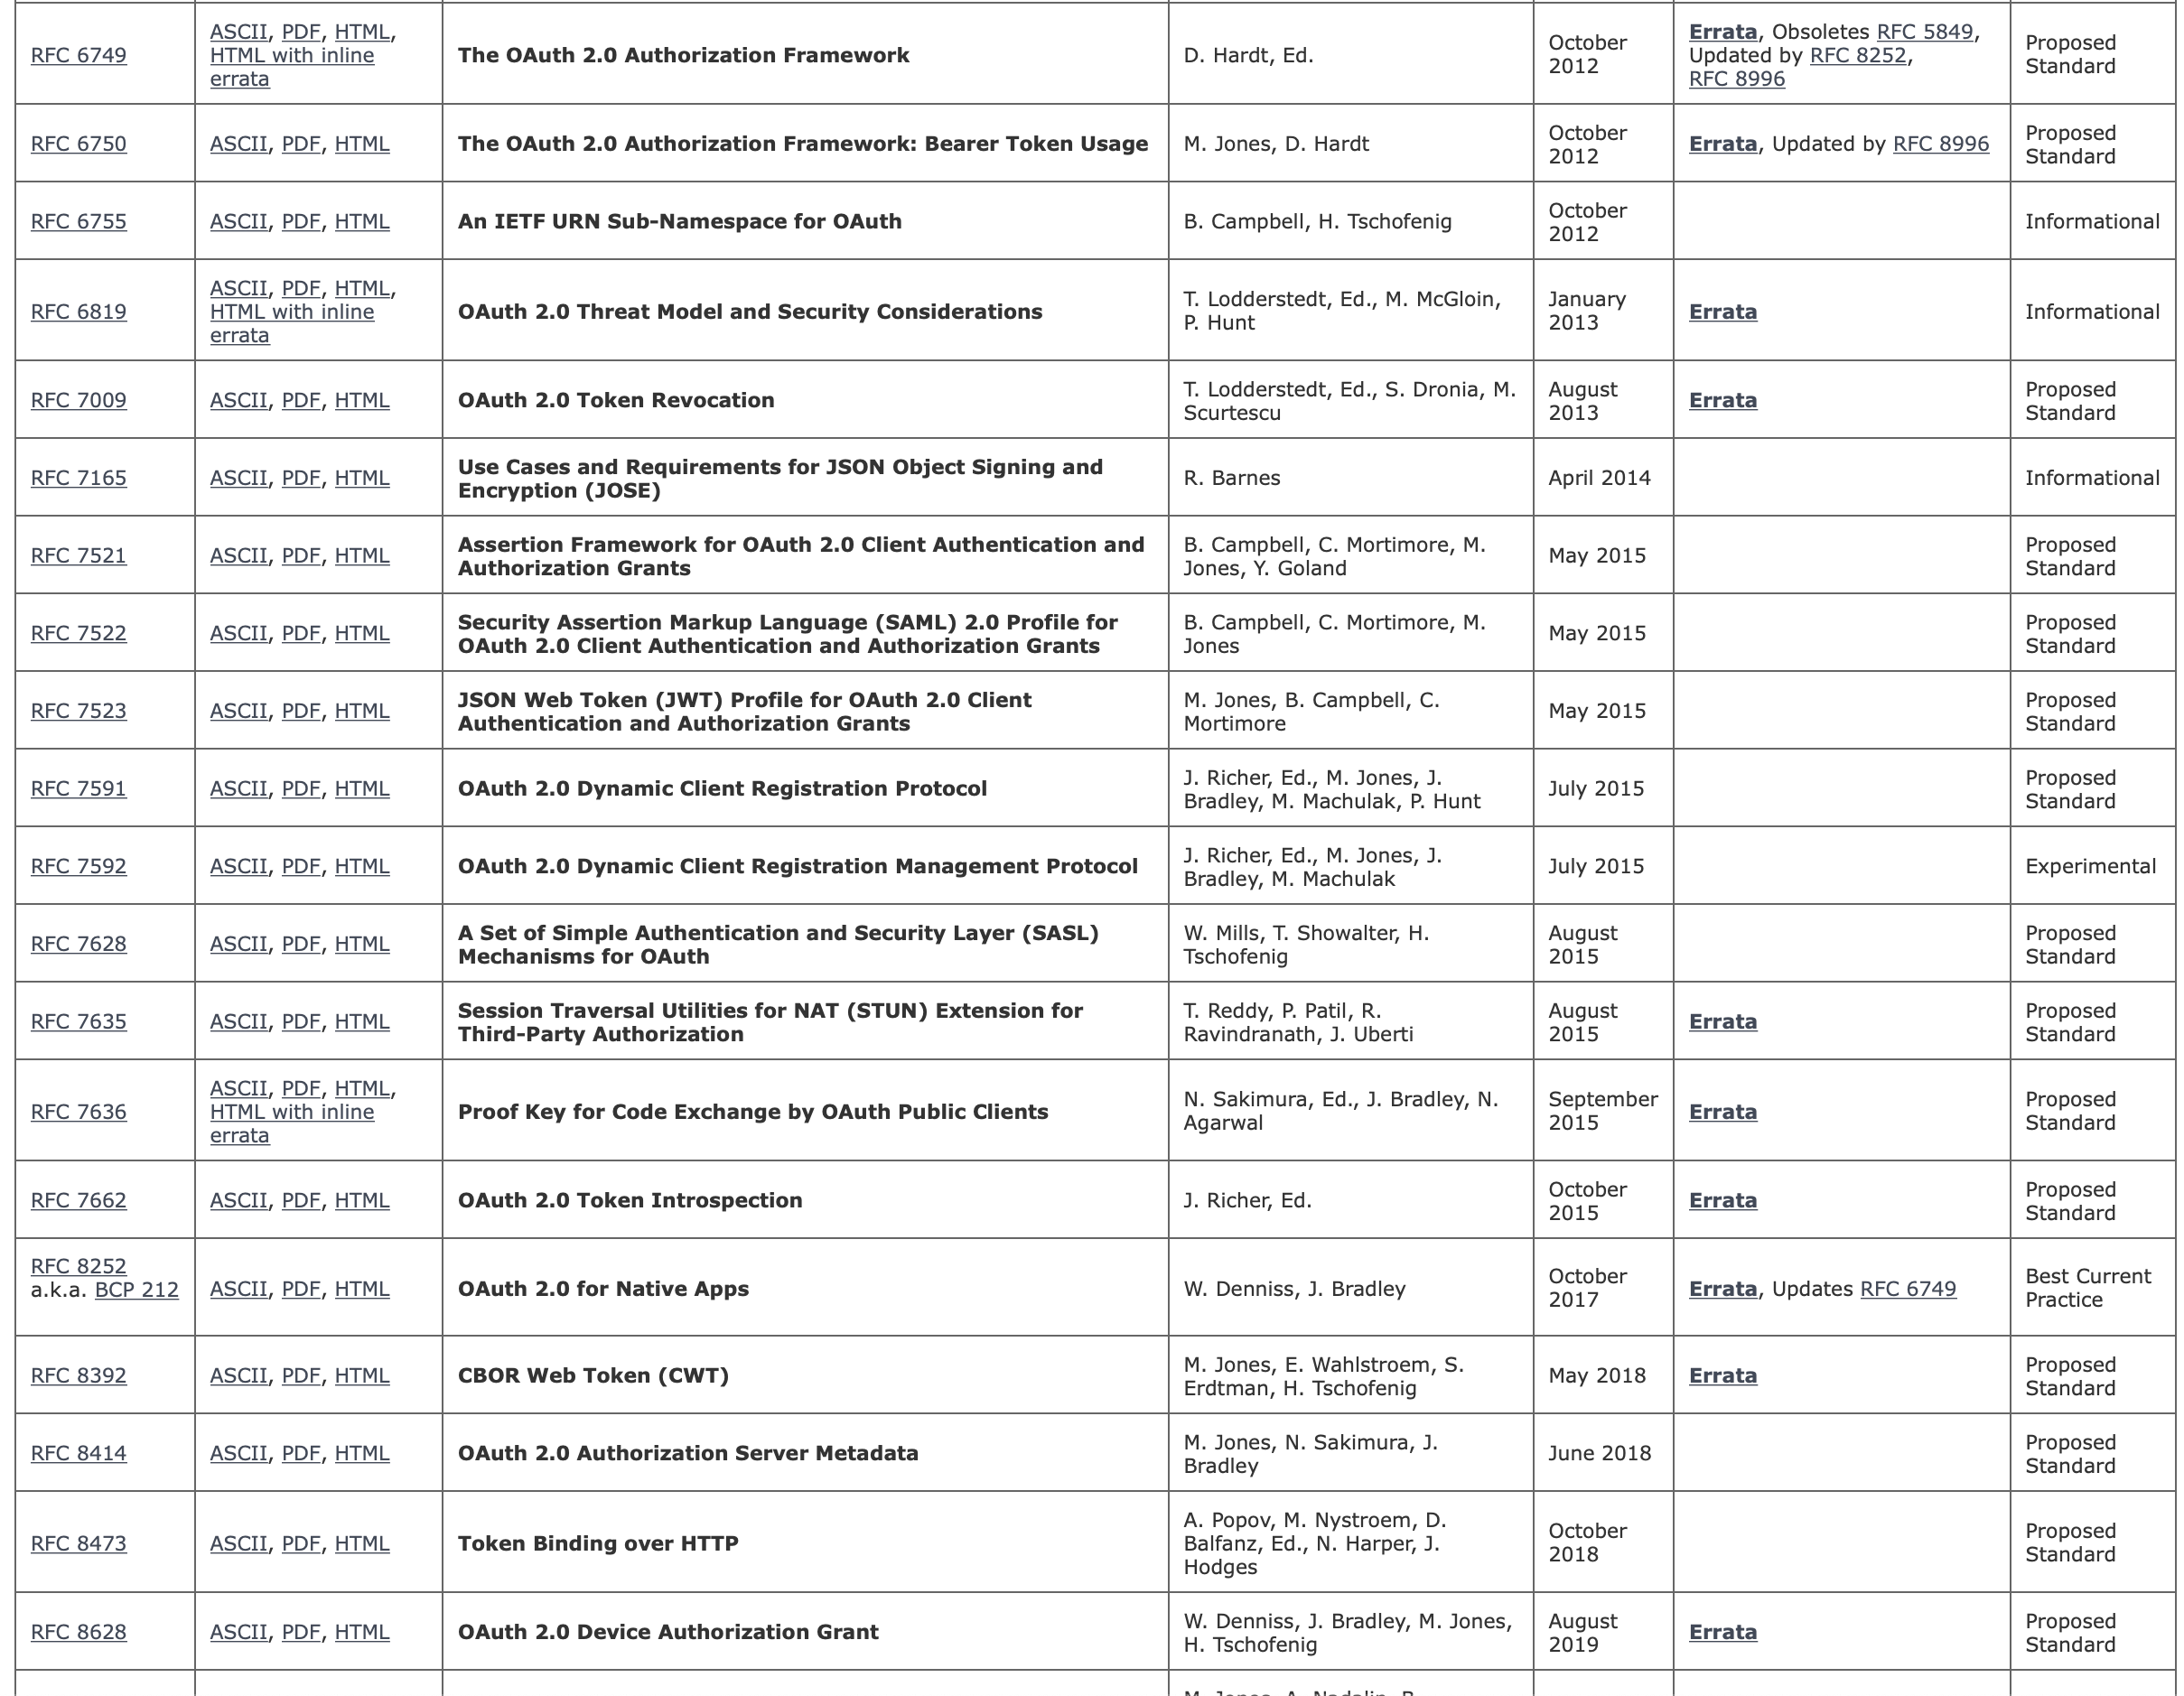 RFC 6749
ASCII, PDF, HTML,
HTML with inline
errata
The OAuth 2.0 Authorization Framework
D. Hardt, Ed.
October
2012
Errata, Obsoletes RFC 5849,
Updated by RFC 8252,
RFC 8996
Proposed
Standard
RFC 6750
ASCII, PDF, HTML
The OAuth 2.0 Authorization Framework: Bearer Token Usage
M. Jones, D. Hardt
October
2012
Errata, Updated by RFC 8996
Proposed
Standard
RFC 6755
ASCII, PDF, HTML
An IETF URN Sub-Namespace for OAuth
B. Campbell, H. Tschofenig
October
2012
Informational
RFC 6819
ASCII, PDF, HTML,
HTML with inline
errata
OAuth 2.0 Threat Model and Security Considerations
T. Lodderstedt, Ed., M. McGloin,
P. Hunt
January
2013
Errata
Informational
RFC 7009
ASCII, PDF, HTML
OAuth 2.0 Token Revocation
T. Lodderstedt, Ed., S. Dronia, M.
Scurtescu
August
2013
Errata
Proposed
Standard
RFC 7165
ASCII, PDF, HTML
Use Cases and Requirements for JSON Object Signing and
Encryption (JOSE)
R. Barnes
April 2014
Informational
RFC 7521
ASCII, PDF, HTML
Assertion Framework for OAuth 2.0 Client Authentication and
Authorization Grants
B. Campbell, C. Mortimore, M.
Jones, Y. Goland
May 2015
Proposed
Standard
RFC 7522
ASCII, PDF, HTML
Security Assertion Markup Language (SAML) 2.0 Profile for
OAuth 2.0 Client Authentication and Authorization Grants
B. Campbell, C. Mortimore, M.
Jones
May 2015
Proposed
Standard
RFC 7523
ASCII, PDF, HTML
JSON Web Token (JWT) Profile for OAuth 2.0 Client
Authentication and Authorization Grants
M. Jones, B. Campbell, C.
Mortimore
May 2015
Proposed
Standard
RFC 7591
ASCII, PDF, HTML
OAuth 2.0 Dynamic Client Registration Protocol
J. Richer, Ed., M. Jones, J.
Bradley, M. Machulak, P. Hunt
July 2015
Proposed
Standard
RFC 7592
ASCII, PDF, HTML
OAuth 2.0 Dynamic Client Registration Management Protocol
J. Richer, Ed., M. Jones, J.
Bradley, M. Machulak
July 2015
Experimental
RFC 7628
ASCII, PDF, HTML
A Set of Simple Authentication and Security Layer (SASL)
Mechanisms for OAuth
W. Mills, T. Showalter, H.
Tschofenig
August
2015
Proposed
Standard
RFC 7635
ASCII, PDF, HTML
Session Traversal Utilities for NAT (STUN) Extension for
Third-Party Authorization
T. Reddy, P. Patil, R.
Ravindranath, J. Uberti
August
2015
Errata
Proposed
Standard
RFC 7636
ASCII, PDF, HTML,
HTML with inline
errata
Proof Key for Code Exchange by OAuth Public Clients
N. Sakimura, Ed., J. Bradley, N.
Agarwal
September
2015
Errata
Proposed
Standard
RFC 7662
ASCII, PDF, HTML
OAuth 2.0 Token Introspection
J. Richer, Ed.
October
2015
Errata
Proposed
Standard
RFC 8252
a.k.a. BCP 212
ASCII, PDF, HTML
OAuth 2.0 for Native Apps
W. Denniss, J. Bradley
October
2017
Errata, Updates RFC 6749
Best Current
Practice
RFC 8392
ASCII, PDF, HTML
CBOR Web Token (CWT)
M. Jones, E. Wahlstroem, S.
Erdtman, H. Tschofenig
May 2018
Errata
Proposed
Standard
RFC 8414
ASCII, PDF, HTML
OAuth 2.0 Authorization Server Metadata
M. Jones, N. Sakimura, J.
Bradley
June 2018
Proposed
Standard
RFC 8473
ASCII, PDF, HTML
Token Binding over HTTP
A. Popov, M. Nystroem, D.
Balfanz, Ed., N. Harper, J.
Hodges
October
2018
Proposed
Standard
RFC 8628
ASCII, PDF, HTML
OAuth 2.0 Device Authorization Grant
W. Denniss, J. Bradley, M. Jones,
H. Tschofenig
August
2019
Errata
Proposed
Standard